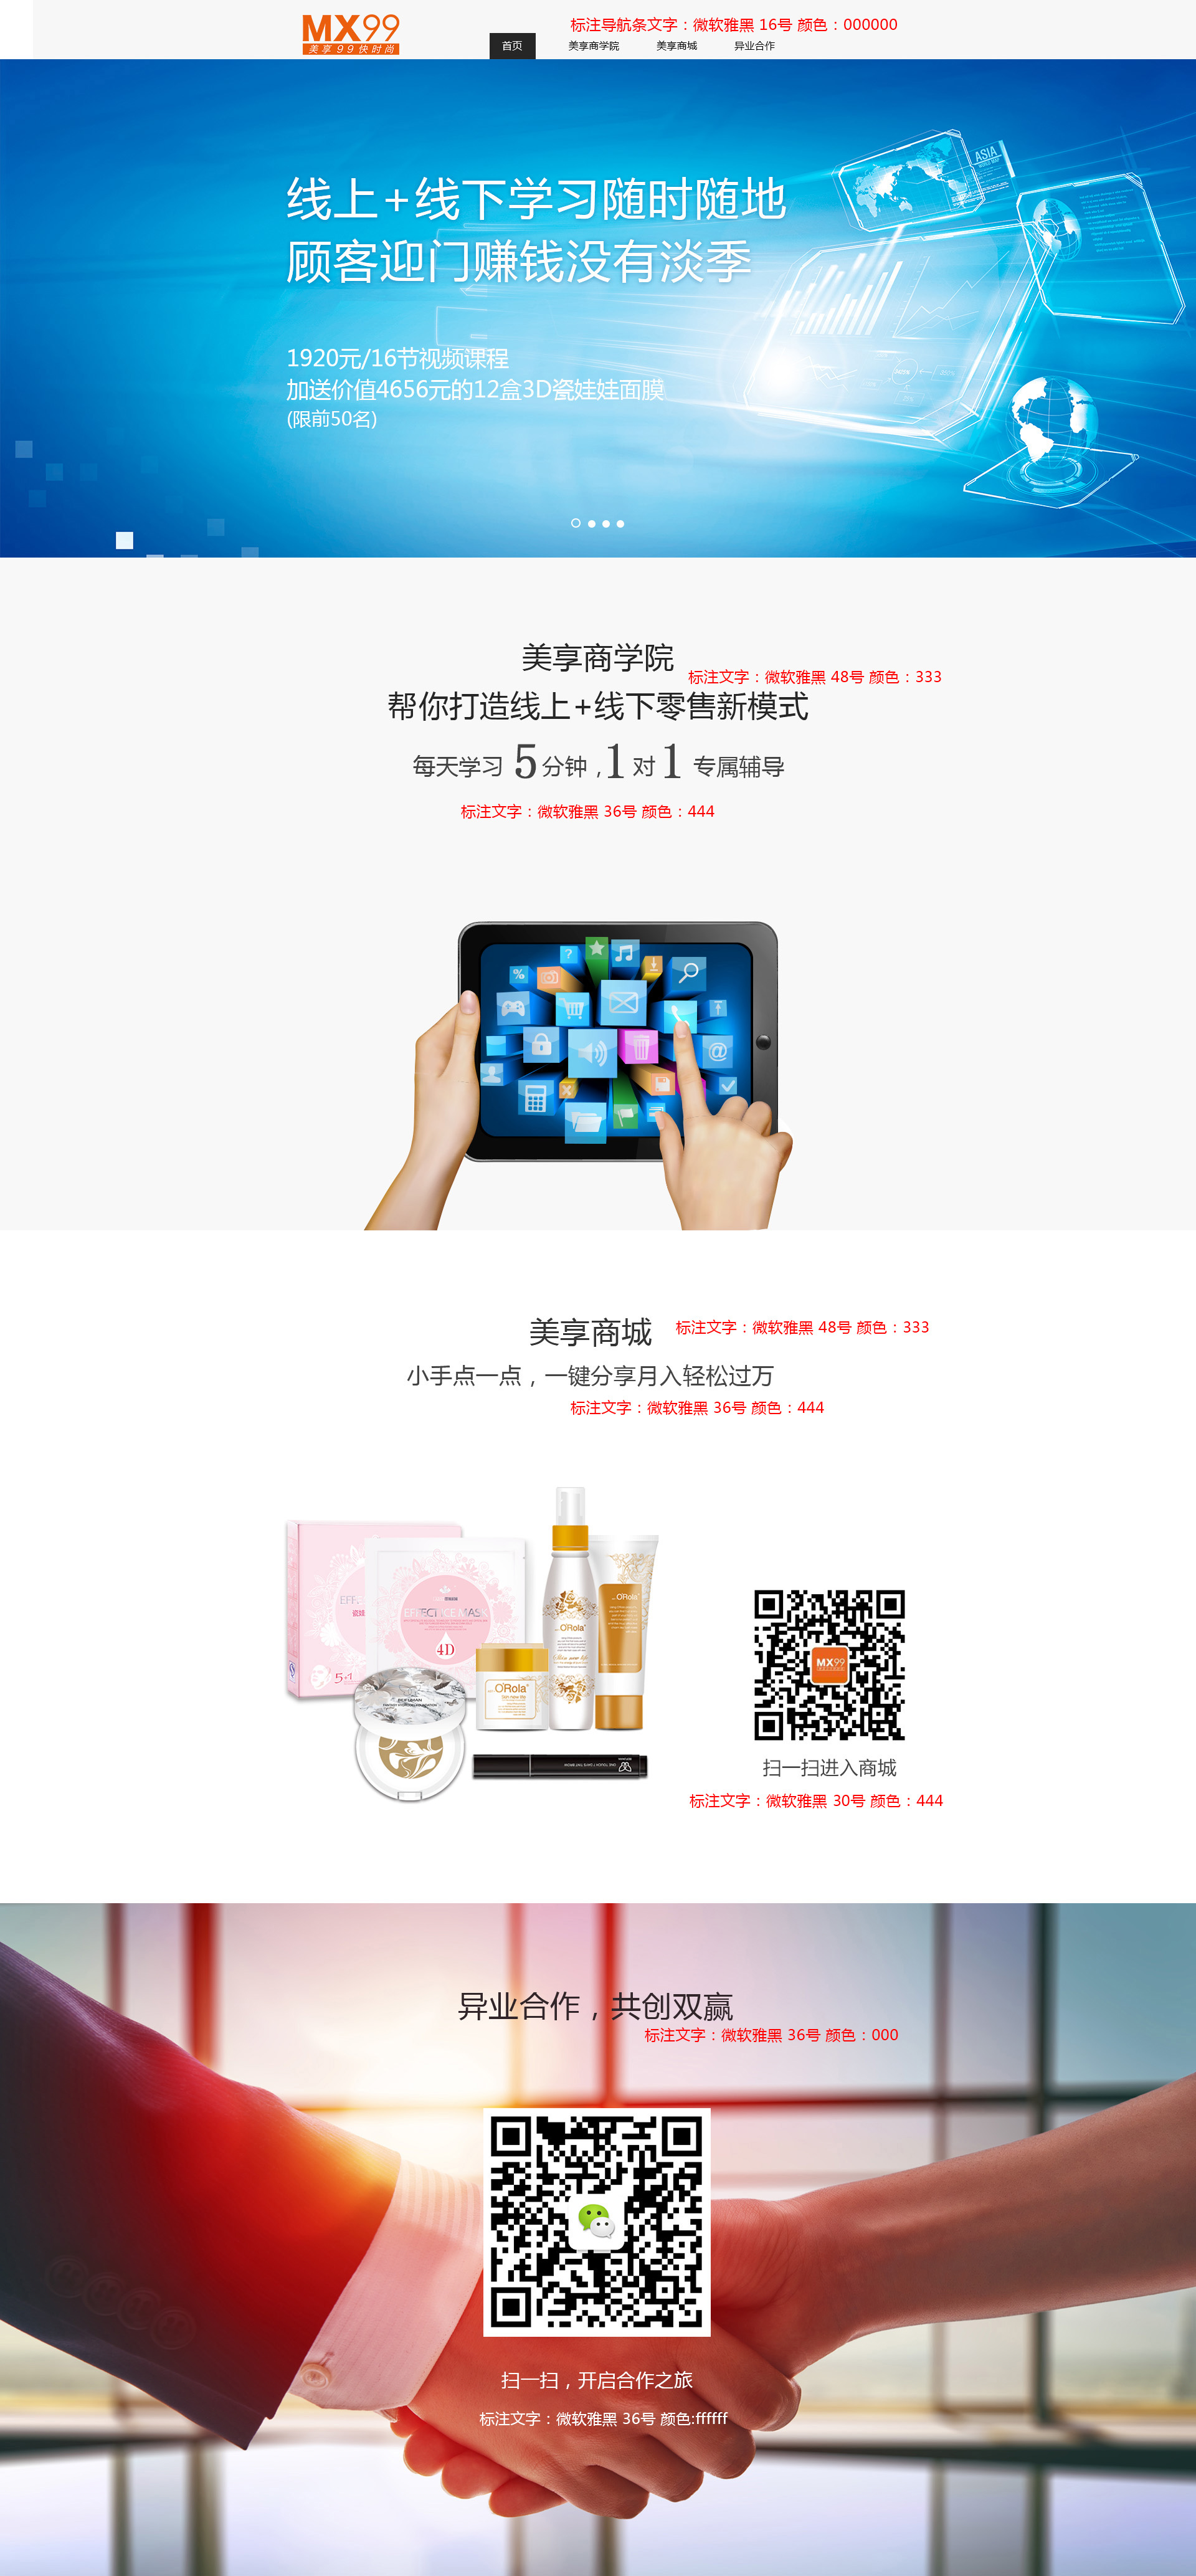 MX99
美享99快时尚
标注导航条文字：微软雅黑 16号 颜色：000000
首页 美享商学院 美享商城 异业合作
ASIA
线上+线下学习随时随地
顾客迎门赚钱没有淡季
1920元/16节视频课程
加送价值4656元的12盒3D瓷娃娃面膜
(限前50名)
美享商学院
标注文字：微软雅黑 48号 颜色：333
帮你打造线上+线下零售新模式
每天学习 5 分钟，1 对 1 专属辅导
标注文字：微软雅黑 36号 颜色：444
美享商城
标注文字：微软雅黑 48号 颜色：333
小手点一点，一键分享月入轻松过万
标注文字：微软雅黑 36号 颜色：444
4D
5+1
O'Rola
O'Rola
O'Rola
Skin new life
MX99
扫一扫进入商城
标注文字：微软雅黑 30号 颜色：444
异业合作，共创双赢
标注文字：微软雅黑 36号 颜色：000
扫一扫，开启合作之旅
标注文字：微软雅黑 36号 颜色:ffffff